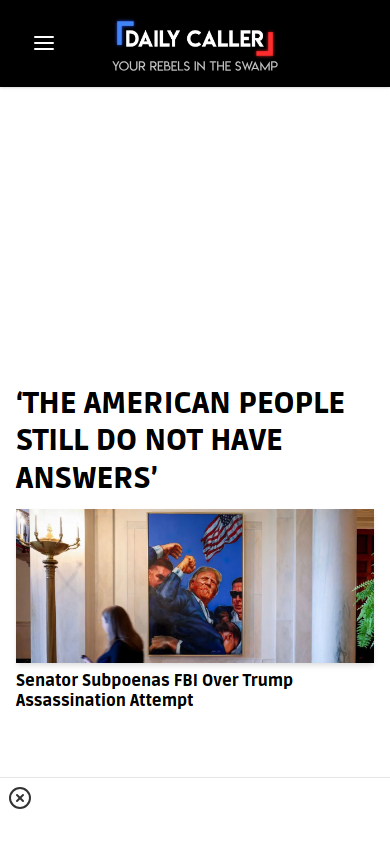 DAILY CALLER
YOUR REBELS IN THE SWAMP
‘THE AMERICAN PEOPLE
STILL DO NOT HAVE
ANSWERS’
Senator Subpoenas FBI Over Trump
Assassination Attempt